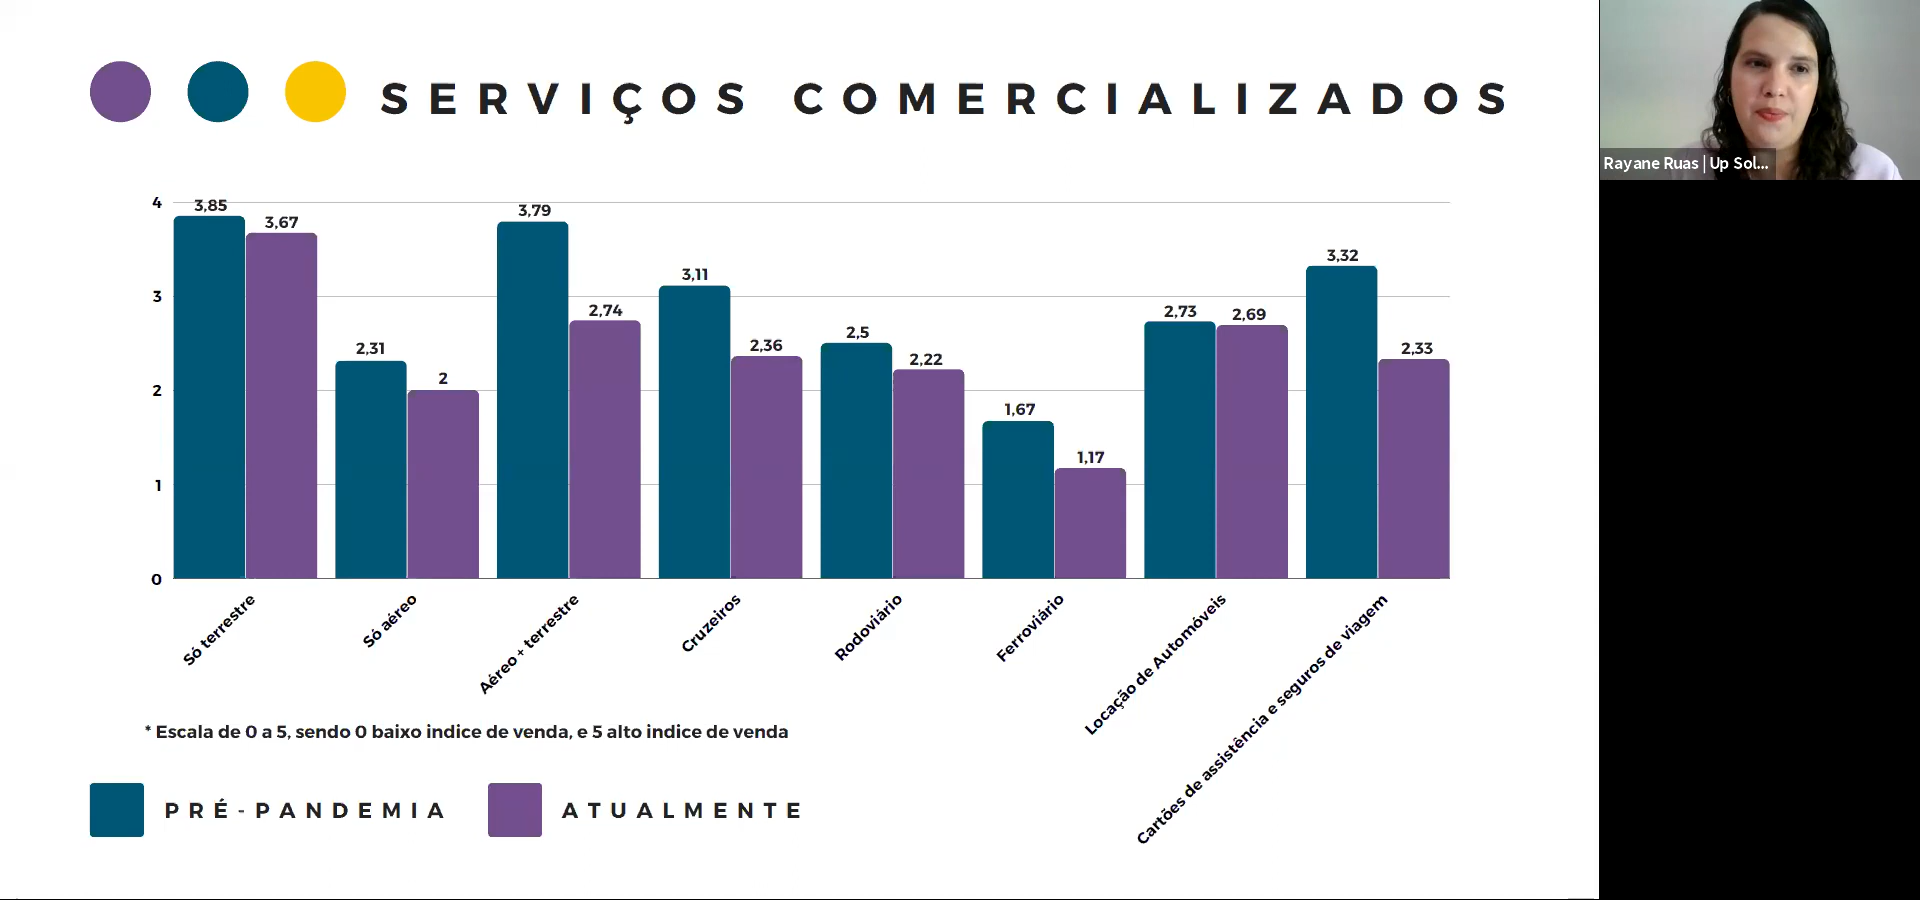 SERVIÇOS COMERCIALIZADOS
Rayane Ruas | Up Sol...
4
3
2
1
0
3,85
3,67
2,31
2
3,79
2,74
3,11
2,36
2,5
2,22
1,67
1,17
2,73
2,69
3,32
2,33
Só terrestre
Só aéreo
Aéreo + terrestre
Cruzeiros
Rodoviário
Ferroviário
Locação de Automóveis
Cartões de assistência e seguros de viagem
* Escala de 0 a 5, sendo 0 baixo indice de venda, e 5 alto indice de venda
PRÉ-PANDEMIA
ATUALMENTE